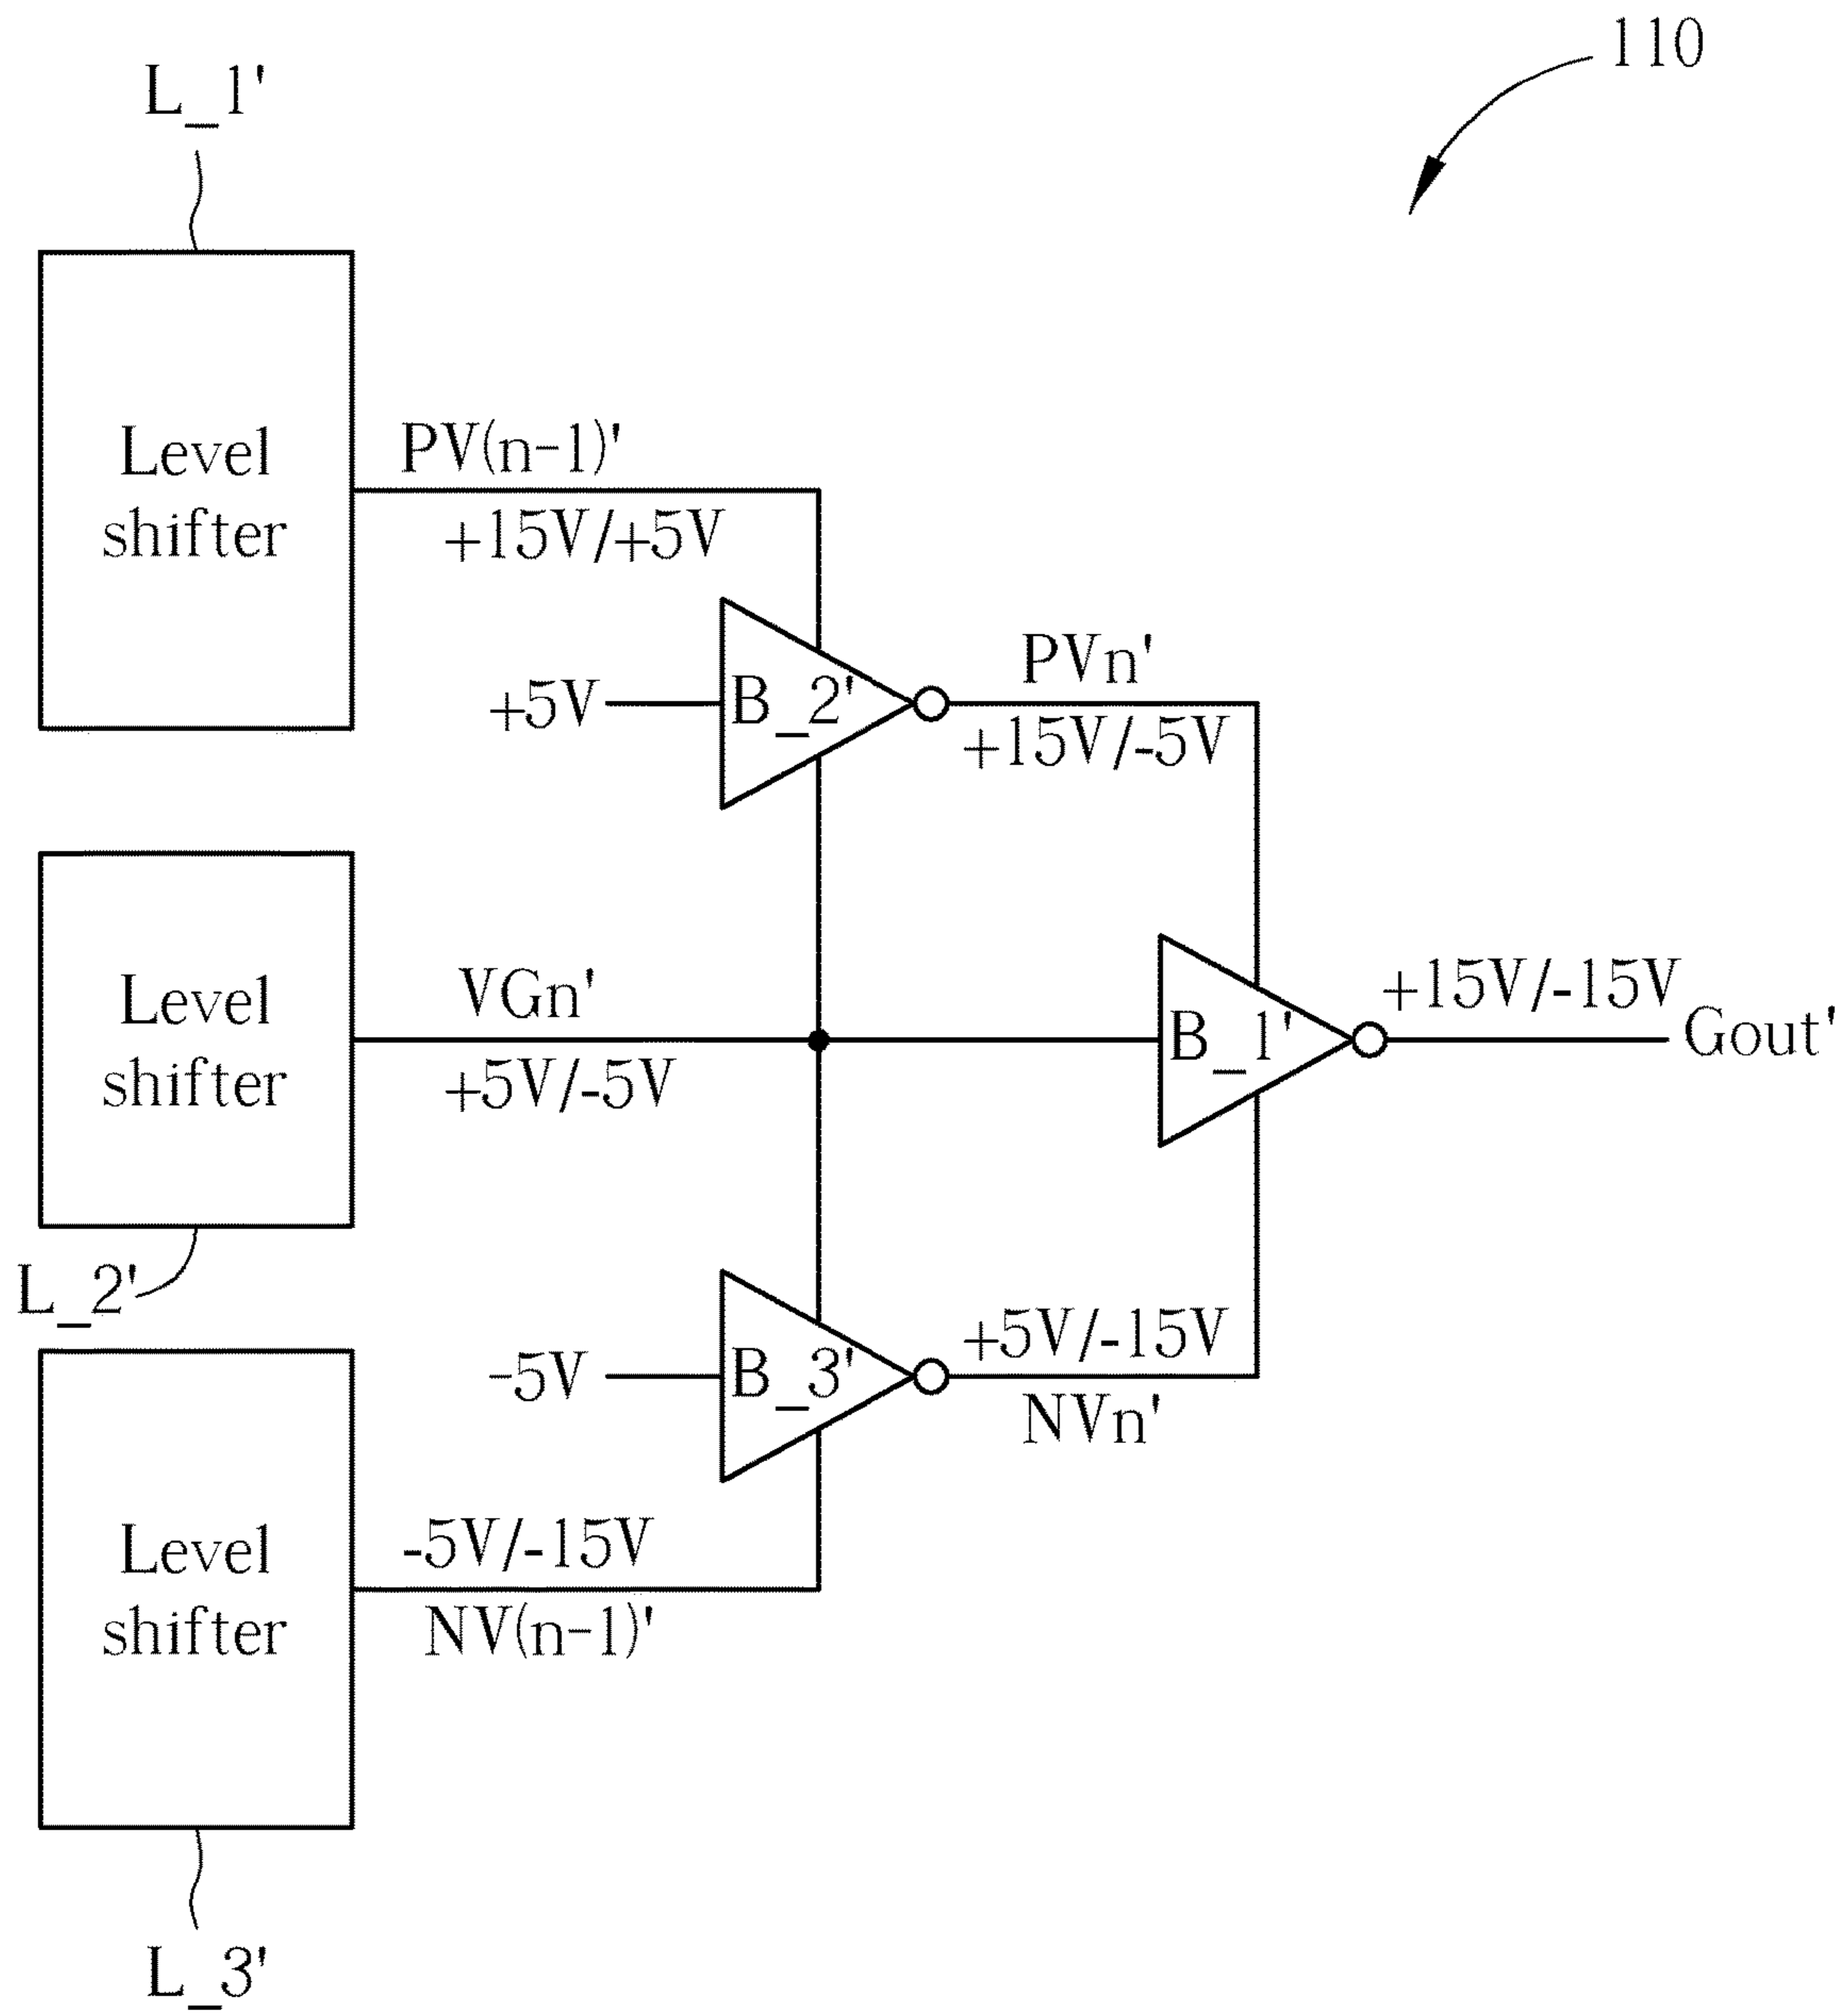 110
L_1'
Level
shifter
PV(n-1)'
+15V/+5V
+5V
B_2'
PVn'
+15V/-5V
Level
shifter
VGn'
+5V/-5V
B_1'
+15V/-15V
Gout'
L_2'
-5V
B_3'
+5V/-15V
NVn'
Level
shifter
-5V/-15V
NV(n-1)'
L_3'